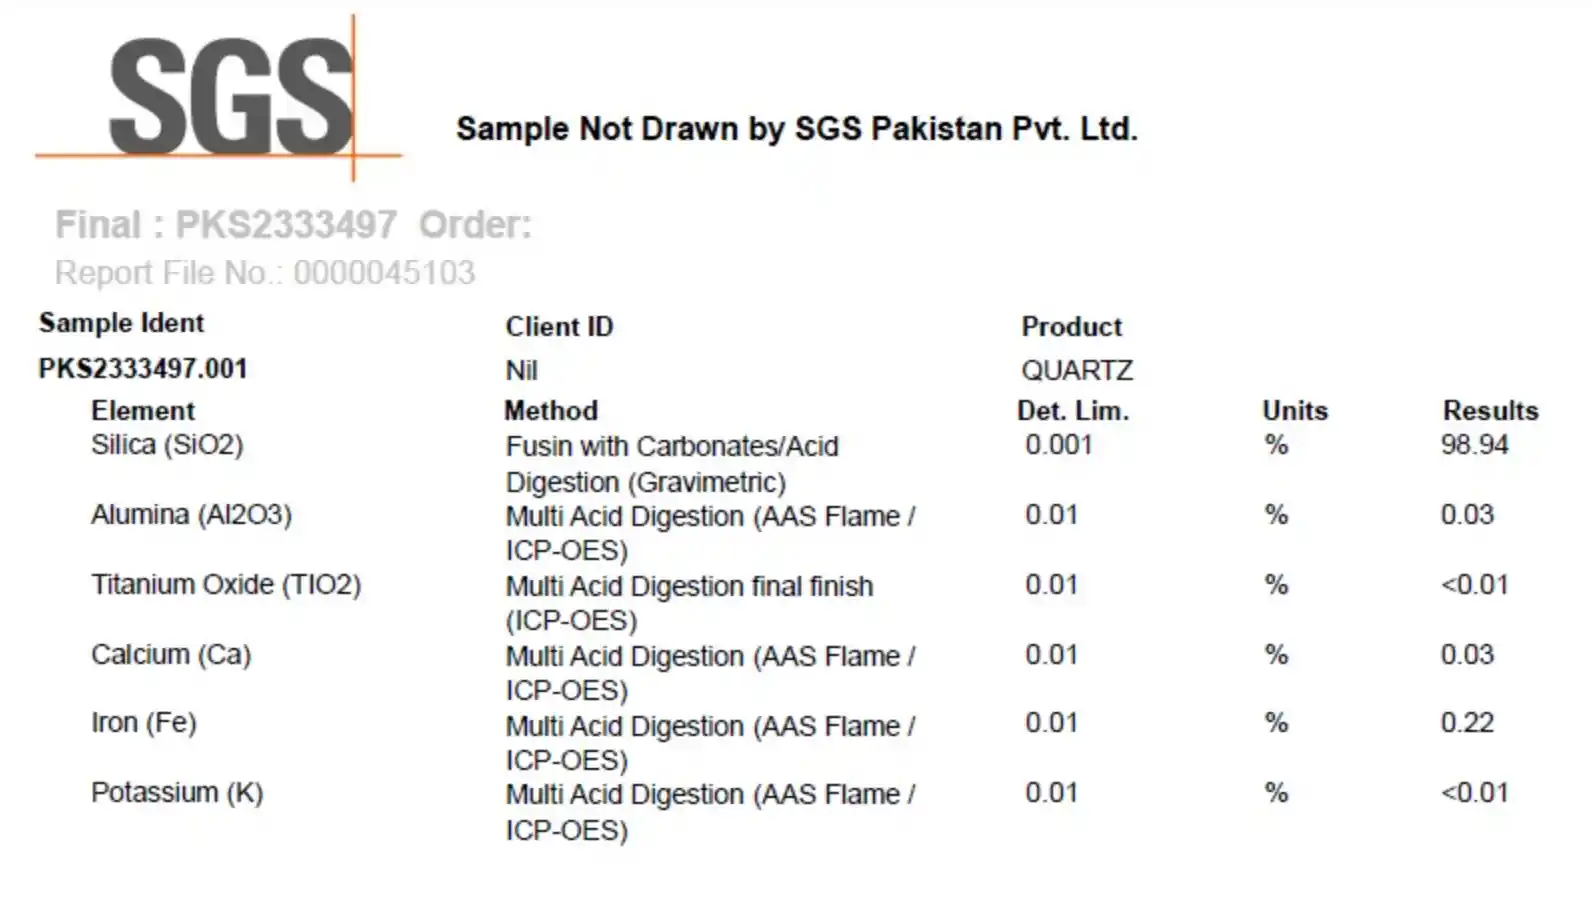 SGS
Sample Not Drawn by SGS Pakistan Pvt. Ltd.
Final : PKS2333497 Order:
Report File No.: 0000045103
Sample Ident Client ID Product
PKS2333497.001 Nil QUARTZ
Element Method Det. Lim. Units Results
Silica (SiO2) Fusin with Carbonates/Acid 0.001 % 98.94
Digestion (Gravimetric)
Alumina (Al2O3) Multi Acid Digestion (AAS Flame / 0.01 % 0.03
ICP-OES)
Titanium Oxide (TIO2) Multi Acid Digestion final finish 0.01 % <0.01
(ICP-OES)
Calcium (Ca) Multi Acid Digestion (AAS Flame / 0.01 % 0.03
ICP-OES)
Iron (Fe) Multi Acid Digestion (AAS Flame / 0.01 % 0.22
ICP-OES)
Potassium (K) Multi Acid Digestion (AAS Flame / 0.01 % <0.01
ICP-OES)